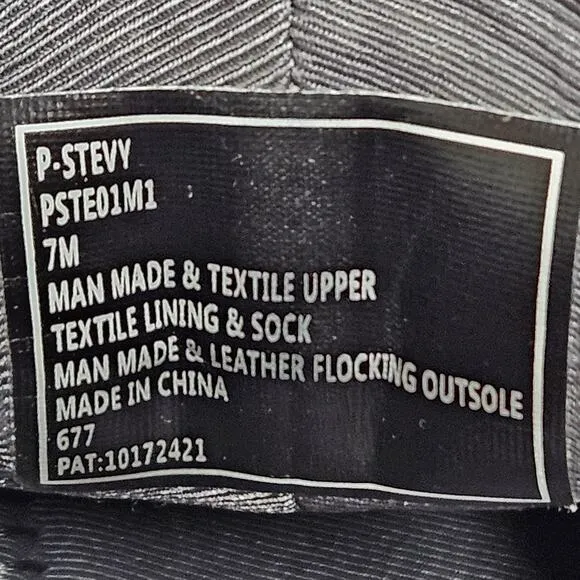 P-STEVY
PSTE01M1
7M
MAN MADE & TEXTILE UPPER
TEXTILE LINING & SOCK
MAN MADE & LEATHER FLOCKING OUTSOLE
MADE IN CHINA
677
PAT:10172421